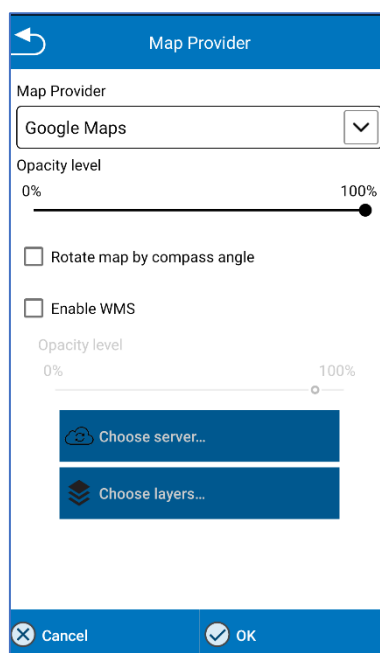 Map Provider
Map Provider
Google Maps
Opacity level
0% 100%
Rotate map by compass angle
Enable WMS
Opacity level
0% 100%
Choose server...
Choose layers...
Cancel OK